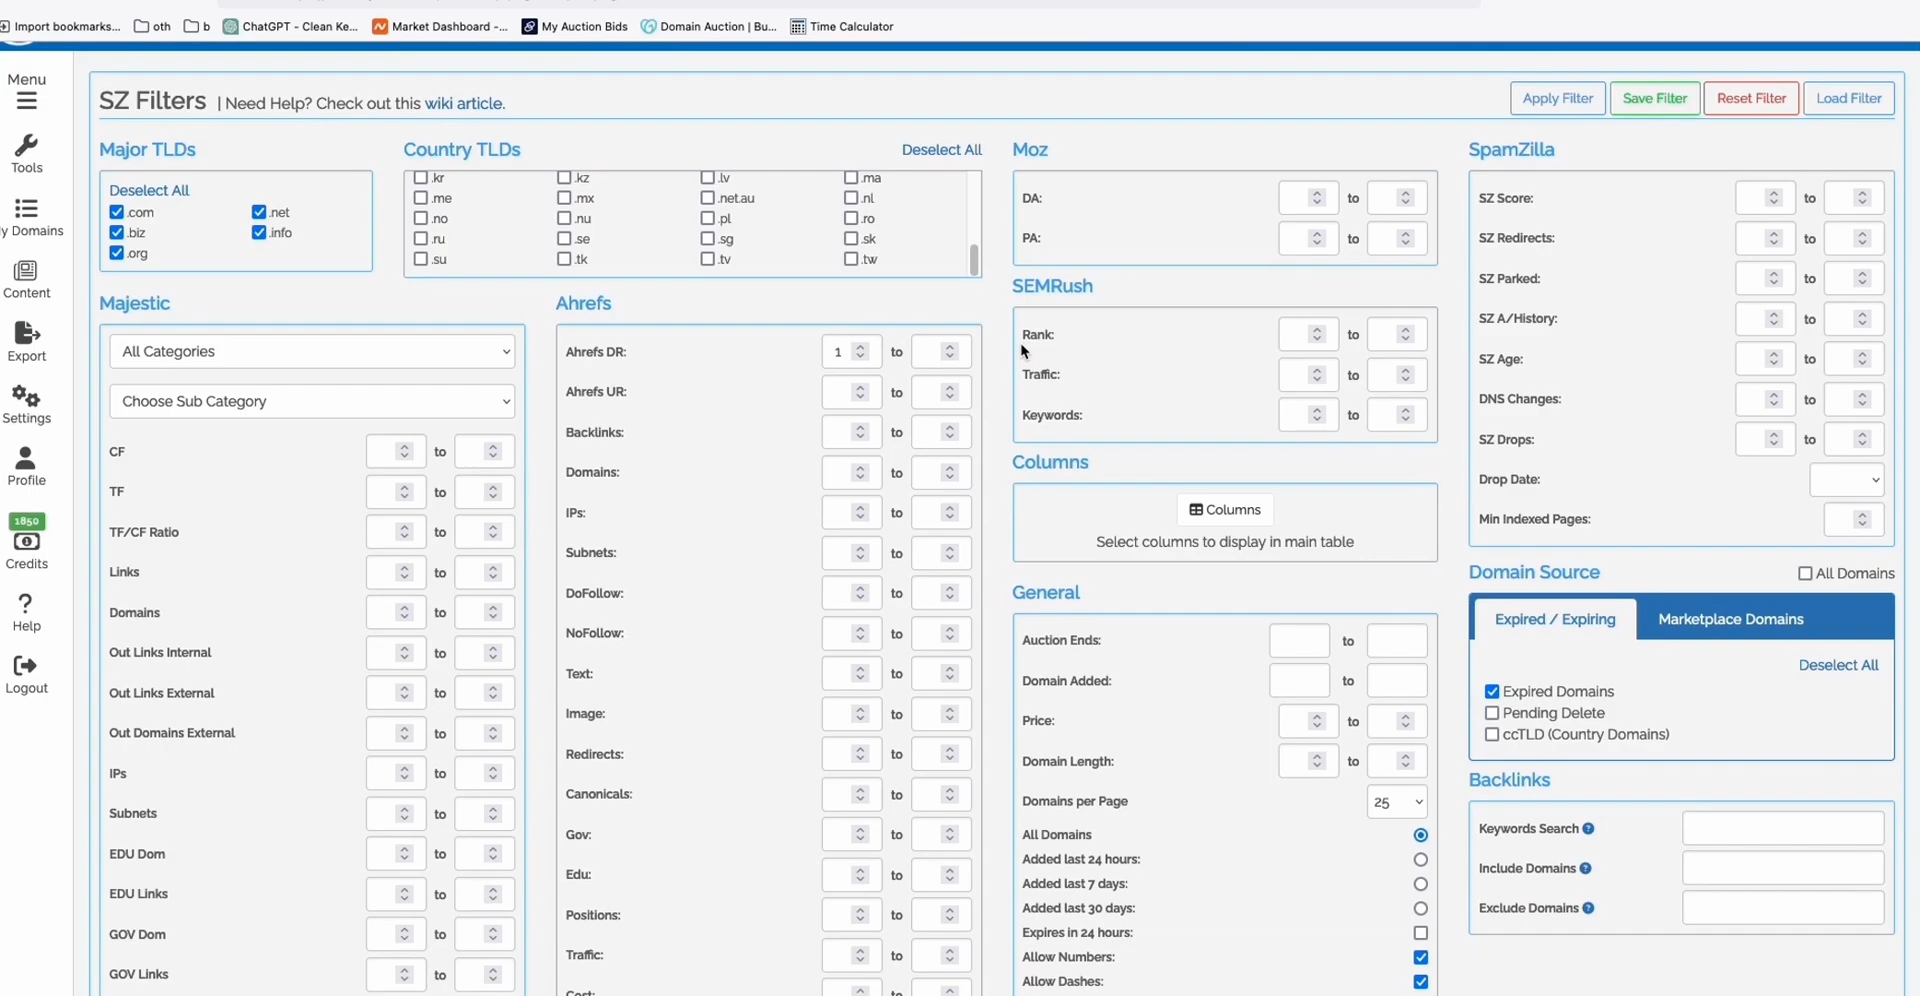 Import bookmarks...
oth
b
ChatGPT - Clean Ke...
Market Dashboard -...
My Auction Bids
Domain Auction | Bu...
Time Calculator
Menu
Tools
y Domains
Content
Export
Settings
Profile
1850
Credits
Help
Logout
SZ Filters | Need Help? Check out this wiki article.
Apply Filter
Save Filter
Reset Filter
Load Filter
Major TLDs
Deselect All
.com .net
.biz .info
.org
Country TLDs Deselect All
.kr .kz .lv .ma
.me .mx .net.au .nl
.no .nu .pl .ro
.ru .se .sg .sk
.su .tk .tv .tw
Majestic
All Categories
Choose Sub Category
CF to
TF to
TF/CF Ratio to
Links to
Domains to
Out Links Internal to
Out Links External to
Out Domains External to
IPs to
Subnets to
EDU Dom to
EDU Links to
GOV Dom to
GOV Links to
Ahrefs
Ahrefs DR: 1 to
Ahrefs UR: to
Backlinks: to
Domains: to
IPs: to
Subnets: to
DoFollow: to
NoFollow: to
Text: to
Image: to
Redirects: to
Canonicals: to
Gov: to
Edu: to
Positions: to
Traffic: to
Cost: to
Moz
DA: to
PA: to
SEMRush
Rank: to
Traffic: to
Keywords: to
Columns
Columns
Select columns to display in main table
General
Auction Ends: to
Domain Added: to
Price: to
Domain Length: to
Domains per Page 25
All Domains
Added last 24 hours:
Added last 7 days:
Added last 30 days:
Expires in 24 hours:
Allow Numbers:
Allow Dashes:
SpamZilla
SZ Score: to
SZ Redirects: to
SZ Parked: to
SZ A/History: to
SZ Age: to
DNS Changes: to
SZ Drops: to
Drop Date:
Min Indexed Pages:
Domain Source All Domains
Expired / Expiring Marketplace Domains
Deselect All
Expired Domains
Pending Delete
ccTLD (Country Domains)
Backlinks
Keywords Search ?
Include Domains ?
Exclude Domains ?